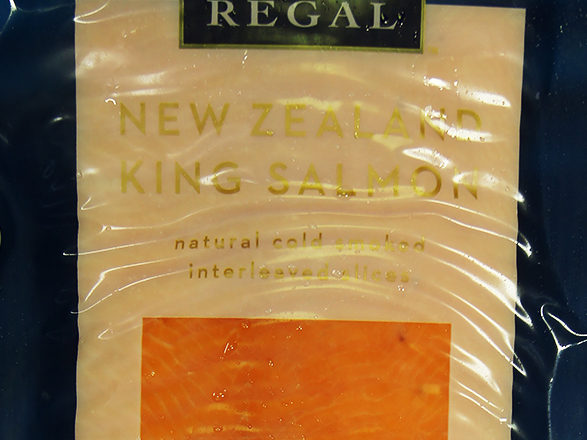 REGAL
NEW ZEALAND
KING SALMON
natural cold smoked
interleaved slices